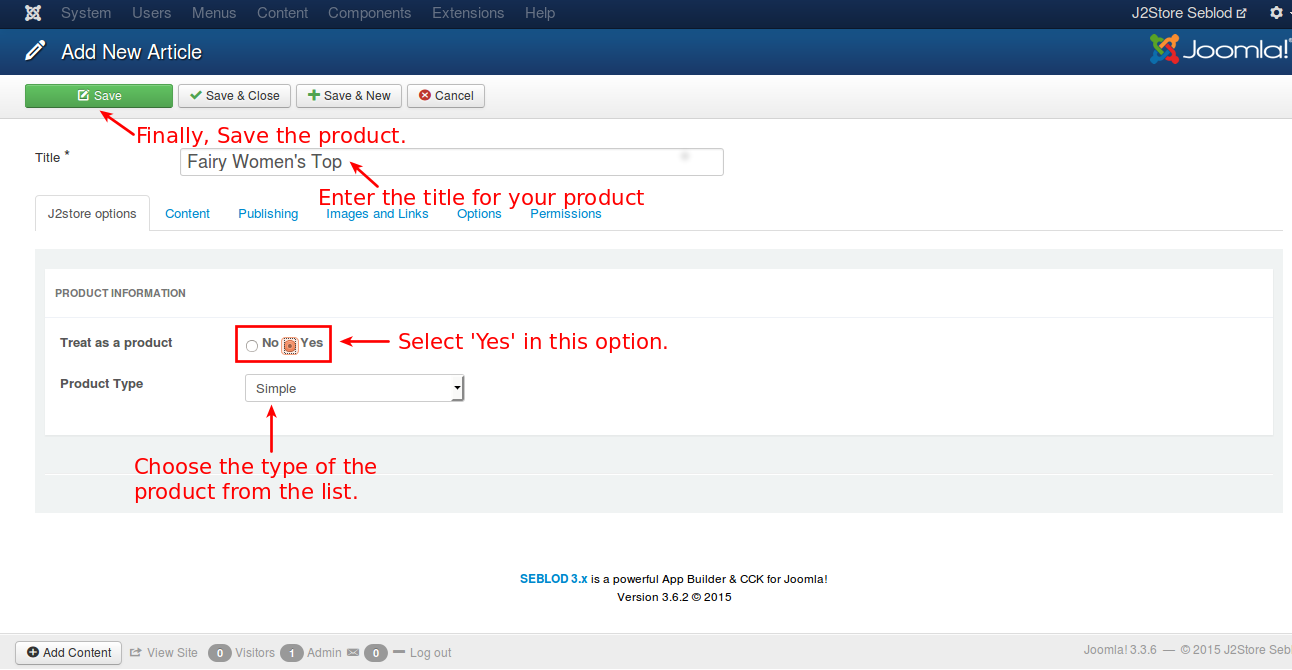 System Users Menus Content Components Extensions Help J2Store Seblod
Add New Article Joomla!
Save Save & Close Save & New Cancel
Finally, Save the product.
Title * Fairy Women's Top
Enter the title for your product
J2store options Content Publishing Images and Links Options Permissions
PRODUCT INFORMATION
Treat as a product No Yes Select 'Yes' in this option.
Product Type Simple
Choose the type of the
product from the list.
SEBLOD 3.x is a powerful App Builder & CCK for Joomla!
Version 3.6.2 © 2015
Add Content View Site 0 Visitors 1 Admin 0 Log out Joomla! 3.3.6 — © 2015 J2Store Seb